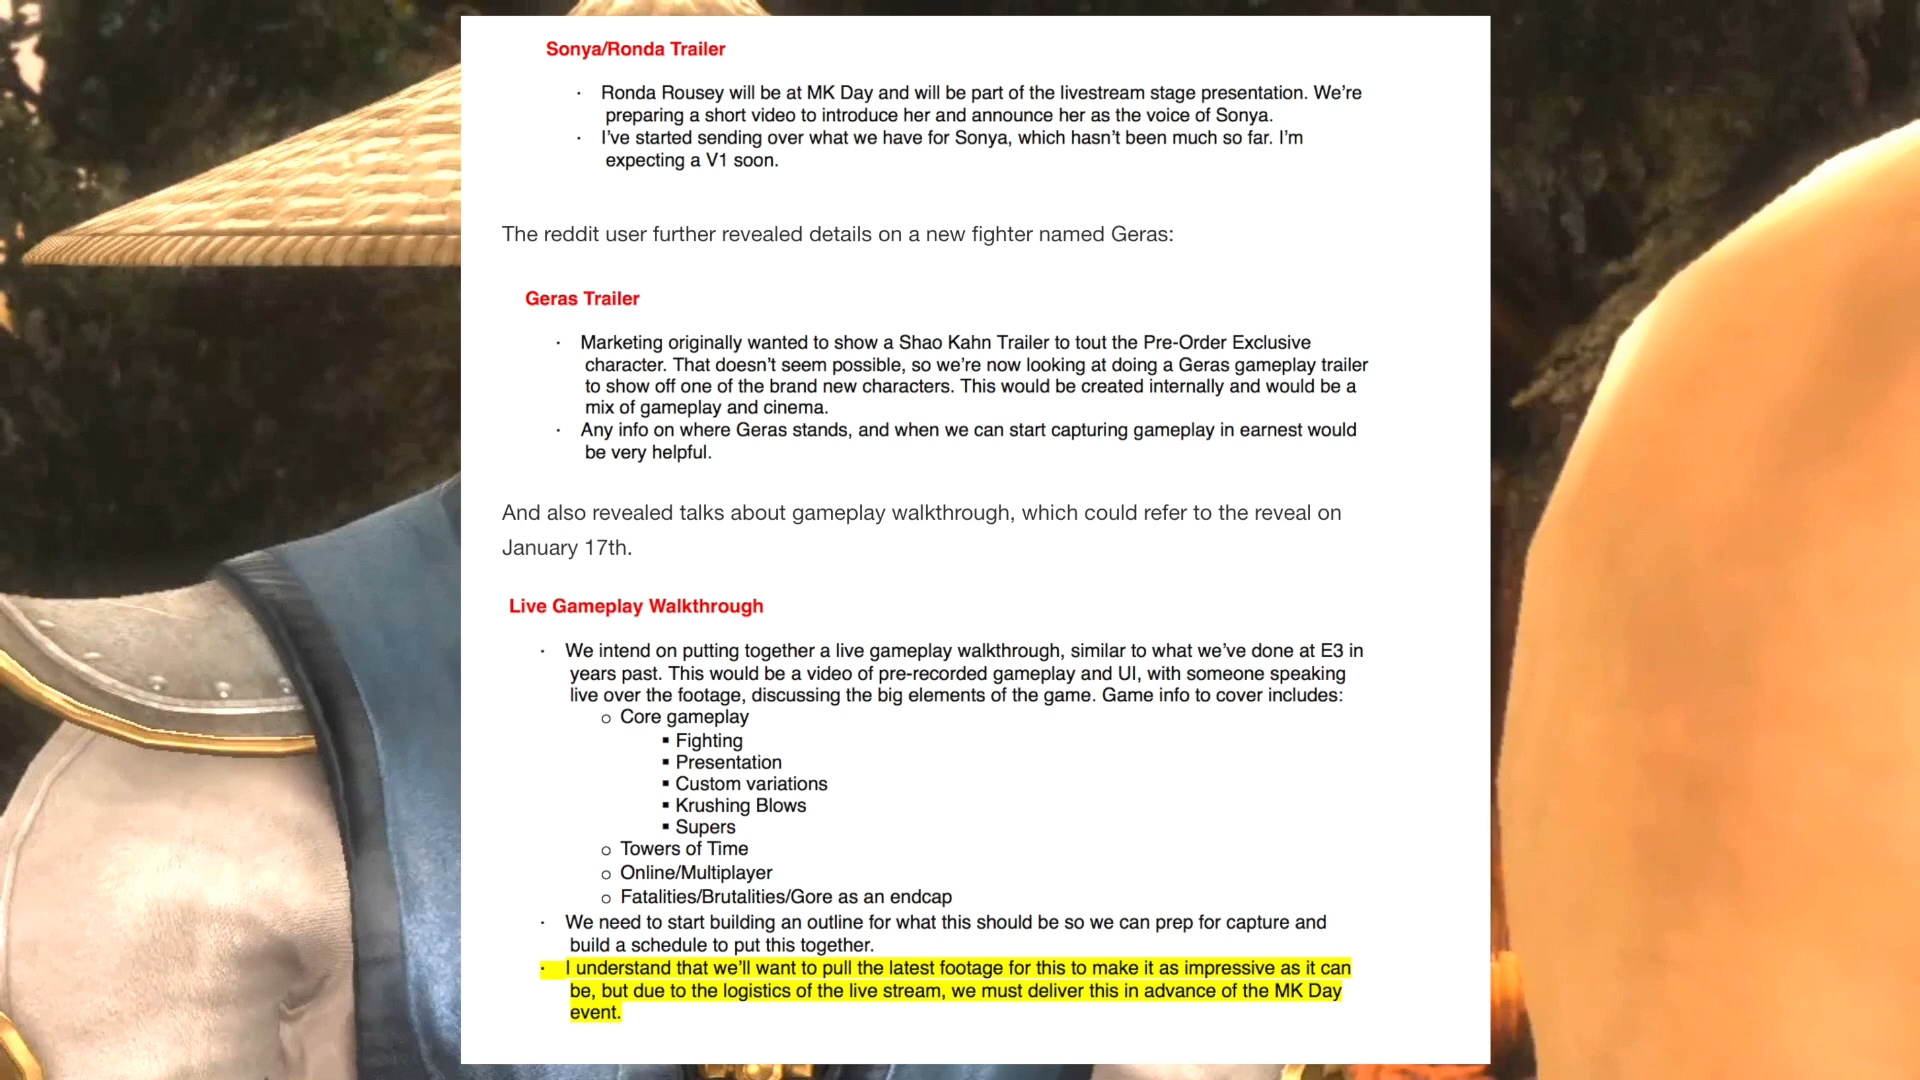 Sonya/Ronda Trailer
· Ronda Rousey will be at MK Day and will be part of the livestream stage presentation. We’re
preparing a short video to introduce her and announce her as the voice of Sonya.
· I’ve started sending over what we have for Sonya, which hasn’t been much so far. I’m
expecting a V1 soon.
The reddit user further revealed details on a new fighter named Geras:
Geras Trailer
· Marketing originally wanted to show a Shao Kahn Trailer to tout the Pre-Order Exclusive
character. That doesn’t seem possible, so we’re now looking at doing a Geras gameplay trailer
to show off one of the brand new characters. This would be created internally and would be a
mix of gameplay and cinema.
· Any info on where Geras stands, and when we can start capturing gameplay in earnest would
be very helpful.
And also revealed talks about gameplay walkthrough, which could refer to the reveal on
January 17th.
Live Gameplay Walkthrough
· We intend on putting together a live gameplay walkthrough, similar to what we’ve done at E3 in
years past. This would be a video of pre-recorded gameplay and UI, with someone speaking
live over the footage, discussing the big elements of the game. Game info to cover includes:
o Core gameplay
▪ Fighting
▪ Presentation
▪ Custom variations
▪ Krushing Blows
▪ Supers
o Towers of Time
o Online/Multiplayer
o Fatalities/Brutalities/Gore as an endcap
· We need to start building an outline for what this should be so we can prep for capture and
build a schedule to put this together.
· I understand that we’ll want to pull the latest footage for this to make it as impressive as it can
be, but due to the logistics of the live stream, we must deliver this in advance of the MK Day
event.